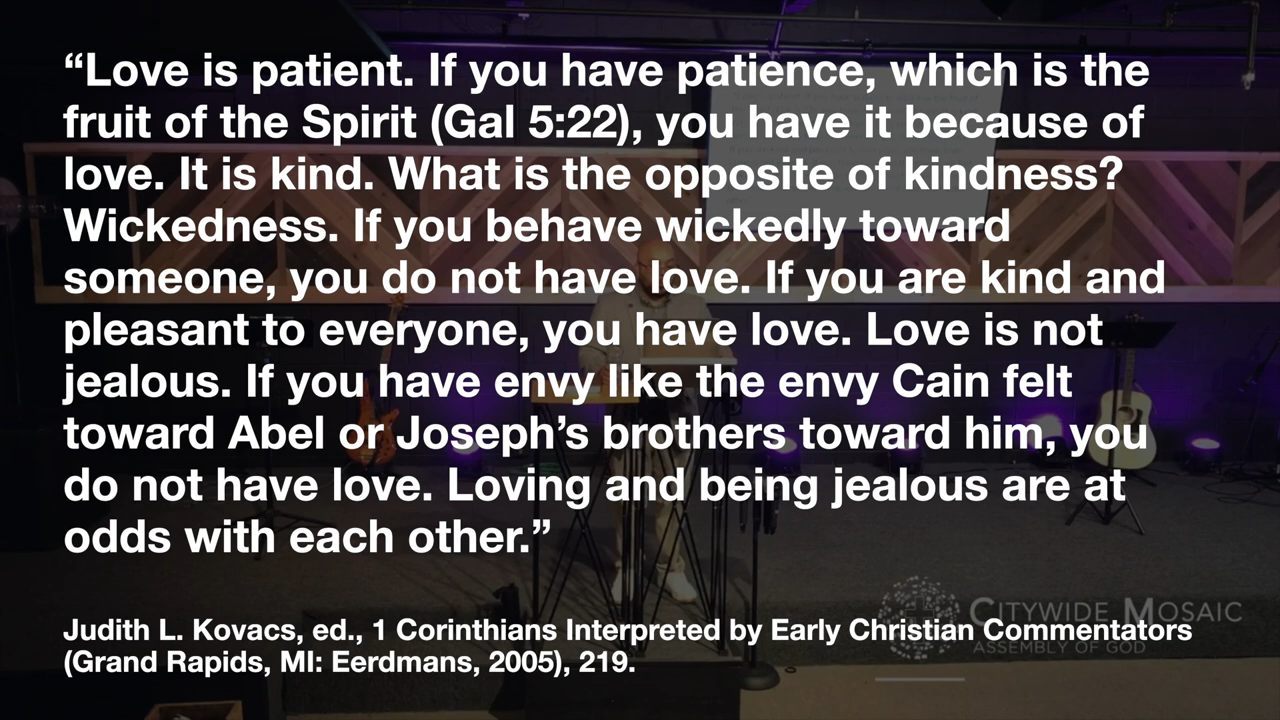 “Love is patient. If you have patience, which is the
fruit of the Spirit (Gal 5:22), you have it because of
love. It is kind. What is the opposite of kindness?
Wickedness. If you behave wickedly toward
someone, you do not have love. If you are kind and
pleasant to everyone, you have love. Love is not
jealous. If you have envy like the envy Cain felt
toward Abel or Joseph’s brothers toward him, you
do not have love. Loving and being jealous are at
odds with each other.”
Judith L. Kovacs, ed., 1 Corinthians Interpreted by Early Christian Commentators
(Grand Rapids, MI: Eerdmans, 2005), 219.
CITYWIDE MOSAIC
ASSEMBLY OF GOD